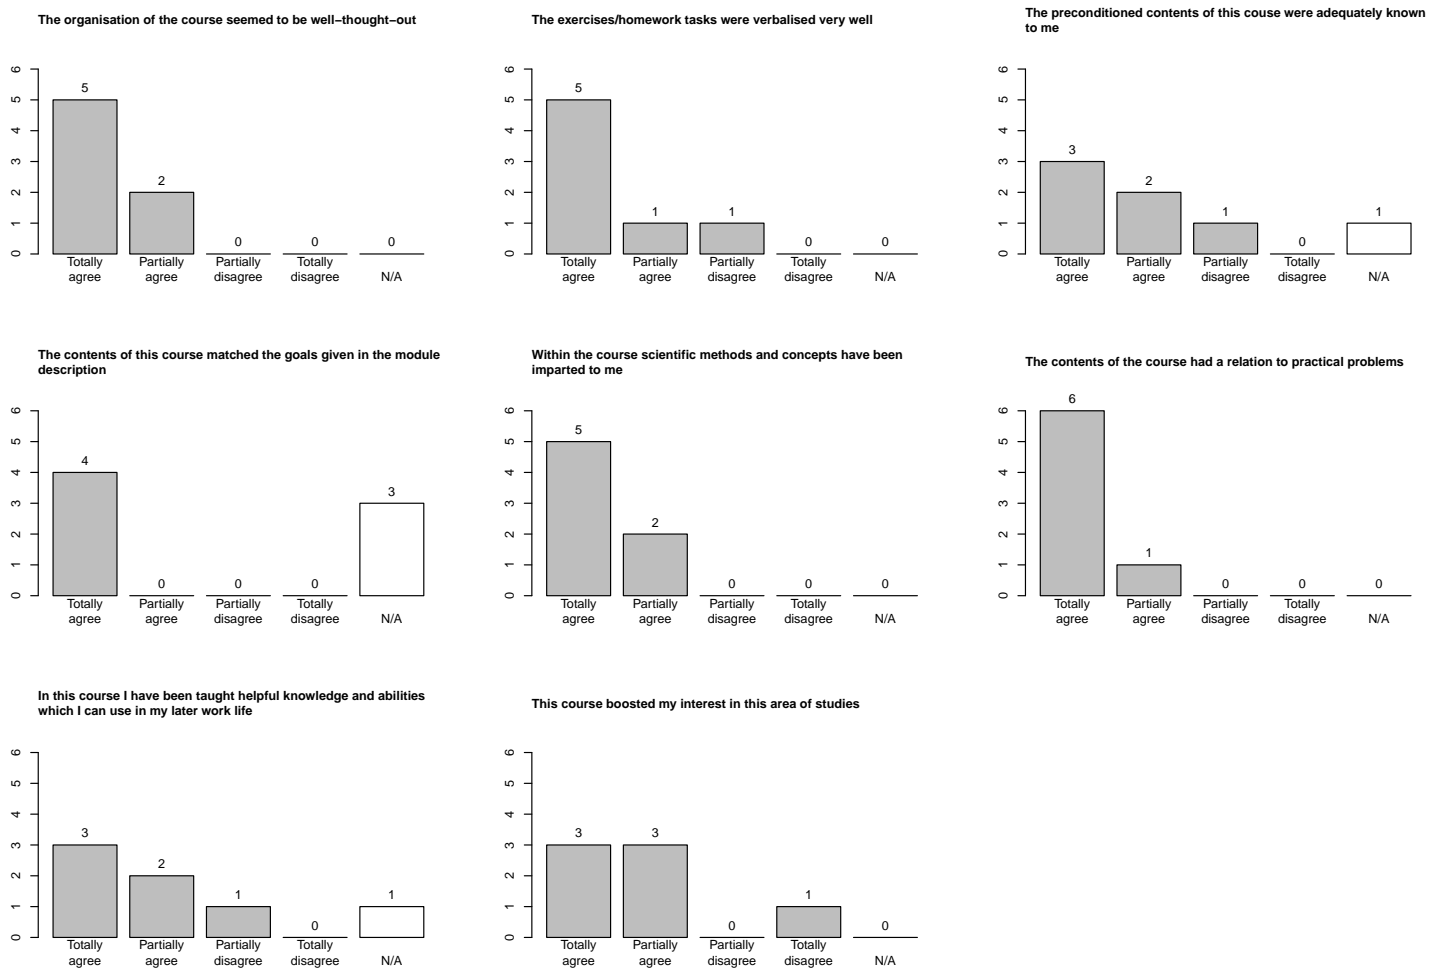 The organisation of the course seemed to be well−thought−out
6
5
4
3
2
1
0
5
2
0
0
0
Totally
agree
Partially
agree
Partially
disagree
Totally
disagree
N/A
The exercises/homework tasks were verbalised very well
6
5
4
3
2
1
0
5
1
1
0
0
Totally
agree
Partially
agree
Partially
disagree
Totally
disagree
N/A
The preconditioned contents of this couse were adequately known
to me
6
5
4
3
2
1
0
3
2
1
0
1
Totally
agree
Partially
agree
Partially
disagree
Totally
disagree
N/A
The contents of this course matched the goals given in the module
description
6
5
4
3
2
1
0
4
0
0
0
3
Totally
agree
Partially
agree
Partially
disagree
Totally
disagree
N/A
Within the course scientific methods and concepts have been
imparted to me
6
5
4
3
2
1
0
5
2
0
0
0
Totally
agree
Partially
agree
Partially
disagree
Totally
disagree
N/A
The contents of the course had a relation to practical problems
6
5
4
3
2
1
0
6
1
0
0
0
Totally
agree
Partially
agree
Partially
disagree
Totally
disagree
N/A
In this course I have been taught helpful knowledge and abilities
which I can use in my later work life
6
5
4
3
2
1
0
3
2
1
0
1
Totally
agree
Partially
agree
Partially
disagree
Totally
disagree
N/A
This course boosted my interest in this area of studies
6
5
4
3
2
1
0
3
3
0
1
0
Totally
agree
Partially
agree
Partially
disagree
Totally
disagree
N/A